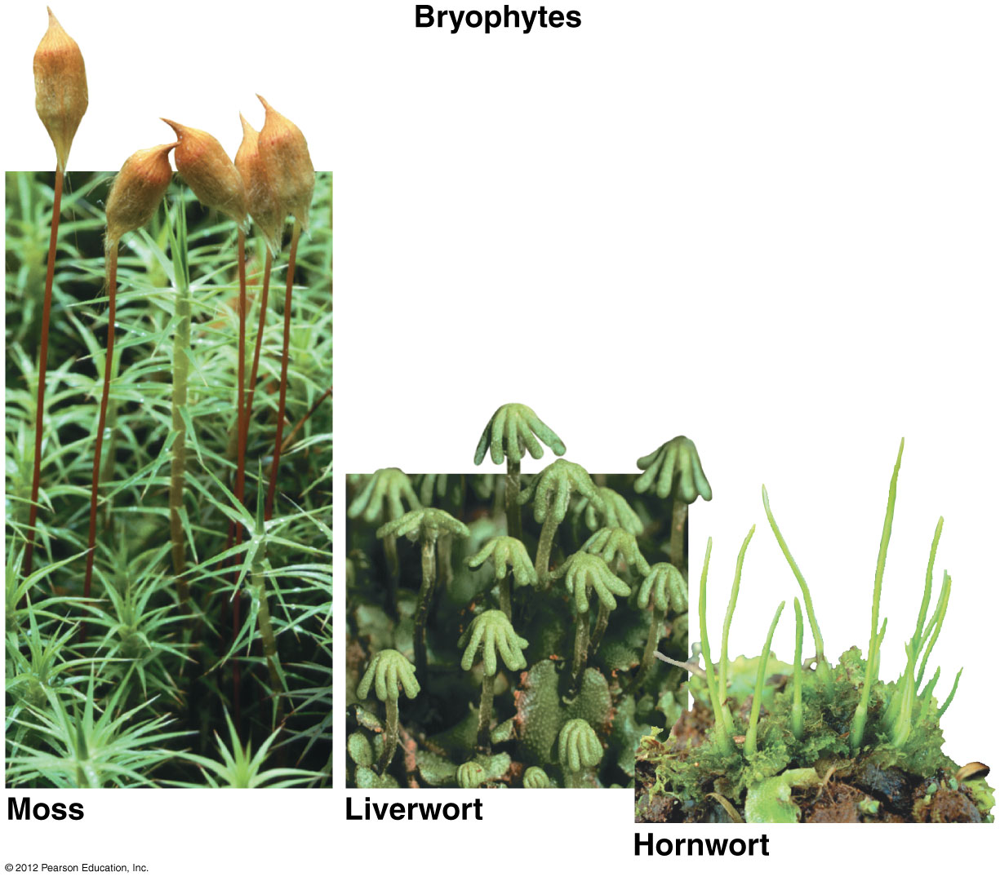 Bryophytes
Moss
Liverwort
Hornwort
© 2012 Pearson Education, Inc.